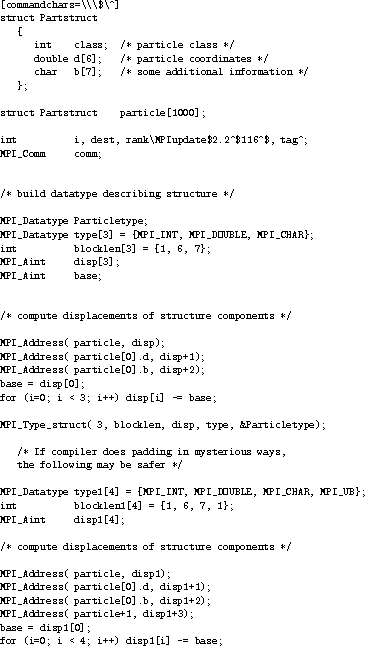 [commandchars=\\\$\^]
struct Partstruct
{
int class; /* particle class */
double d[6]; /* particle coordinates */
char b[7]; /* some additional information */
};
struct Partstruct particle[1000];
int i, dest, rank\MPIupdate$2.2^$116^$, tag^;
MPI_Comm comm;
/* build datatype describing structure */
MPI_Datatype Particletype;
MPI_Datatype type[3] = {MPI_INT, MPI_DOUBLE, MPI_CHAR};
int blocklen[3] = {1, 6, 7};
MPI_Aint disp[3];
MPI_Aint base;
/* compute displacements of structure components */
MPI_Address( particle, disp);
MPI_Address( particle[0].d, disp+1);
MPI_Address( particle[0].b, disp+2);
base = disp[0];
for (i=0; i < 3; i++) disp[i] -= base;
MPI_Type_struct( 3, blocklen, disp, type, &Particletype);
/* If compiler does padding in mysterious ways,
the following may be safer */
MPI_Datatype type1[4] = {MPI_INT, MPI_DOUBLE, MPI_CHAR, MPI_UB};
int blocklen1[4] = {1, 6, 7, 1};
MPI_Aint disp1[4];
/* compute displacements of structure components */
MPI_Address( particle, disp1);
MPI_Address( particle[0].d, disp1+1);
MPI_Address( particle[0].b, disp1+2);
MPI_Address( particle+1, disp1+3);
base = disp1[0];
for (i=0; i < 4; i++) disp1[i] -= base;